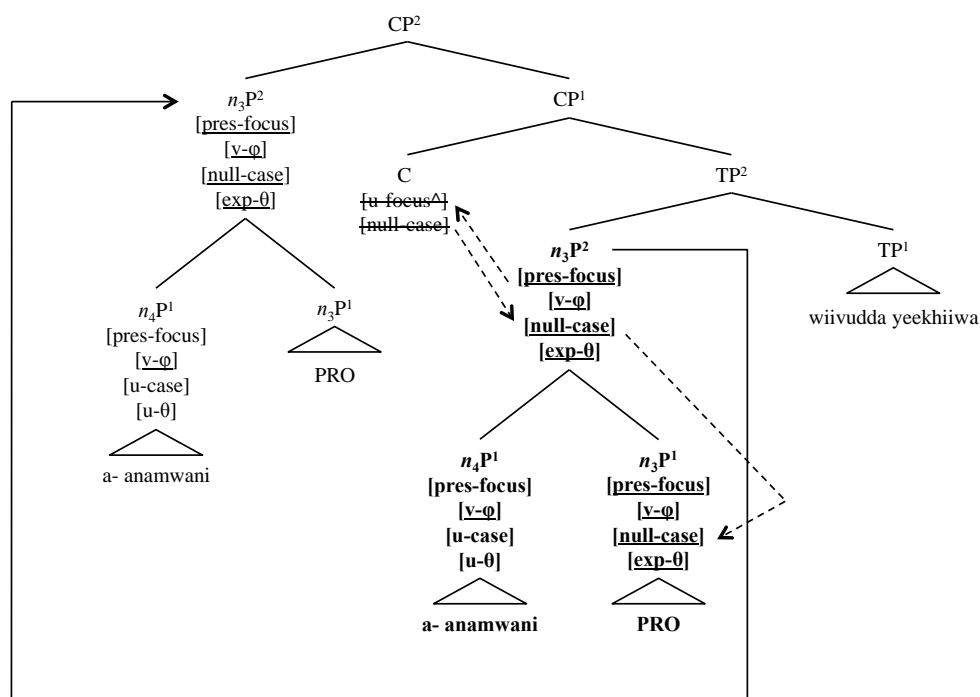 CP²
n₃P²
CP¹
[pres-focus]
[v-φ]
[null-case]
[exp-θ]
C
TP²
[u-focus^]
[null-case]
n₃P²
TP¹
[pres-focus]
[v-φ]
[null-case]
[exp-θ]
wiivudda yeekhiiwa
n₄P¹
n₃P¹
[pres-focus]
[v-φ]
[u-case]
[u-θ]
PRO
a- anamwani
n₄P¹
n₃P¹
[pres-focus]
[pres-focus]
[v-φ]
[v-φ]
[u-case]
[null-case]
[u-θ]
[exp-θ]
a- anamwani
PRO